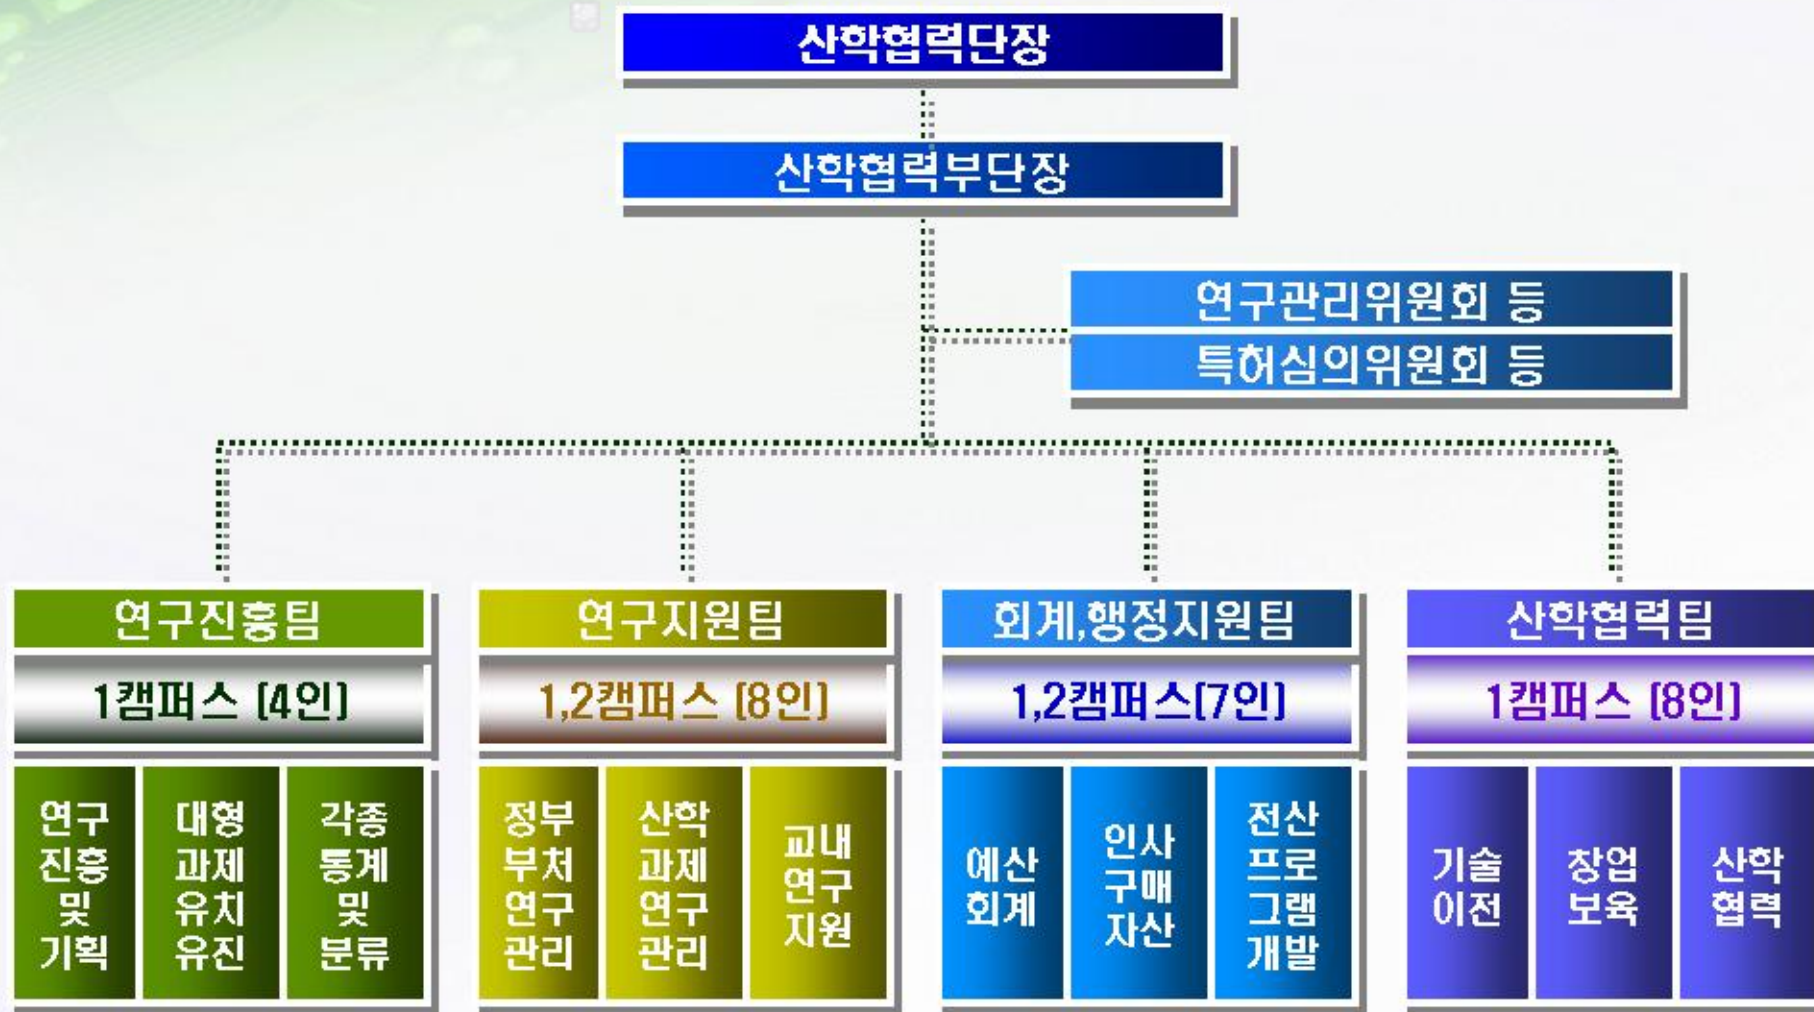 산학협력단장
산학협력부단장
연구관리위원회 등
특허심의위원회 등
연구진흥팀
1캠퍼스 (4인)
연구
진흥
및
기획
대형
과제
유치
유진
각종
통계
및
분류
연구지원팀
1,2캠퍼스 (8인)
정부
부처
연구
관리
산학
과제
연구
관리
교내
연구
지원
회계,행정지원팀
1,2캠퍼스(7인)
예산
회계
인사
구매
자산
전산
프로
그램
개발
산학협력팀
1캠퍼스 (8인)
기술
이전
창업
보육
산학
협력